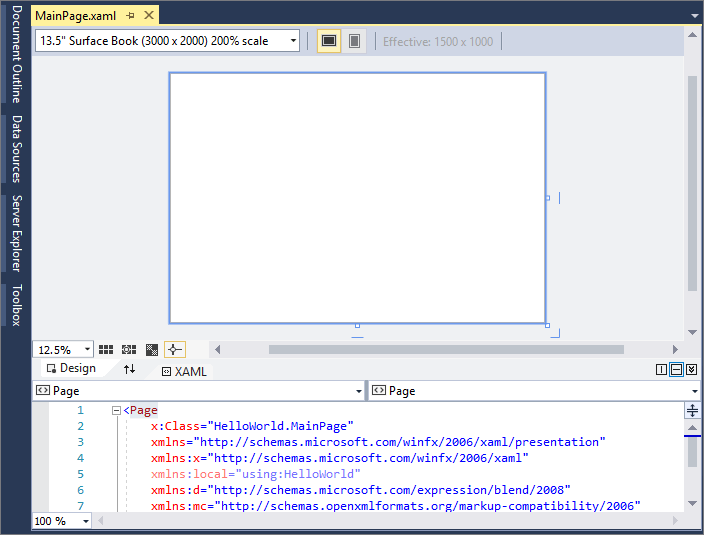 Document Outline
Data Sources
Server Explorer
Toolbox
MainPage.xaml
13.5" Surface Book (3000 x 2000) 200% scale
Effective: 1500 x 1000
12.5%
Design
XAML
Page
Page
1 <Page
2 x:Class="HelloWorld.MainPage"
3 xmlns="http://schemas.microsoft.com/winfx/2006/xaml/presentation"
4 xmlns:x="http://schemas.microsoft.com/winfx/2006/xaml"
5 xmlns:local="using:HelloWorld"
6 xmlns:d="http://schemas.microsoft.com/expression/blend/2008"
7 xmlns:mc="http://schemas.openxmlformats.org/markup-compatibility/2006"
100 %